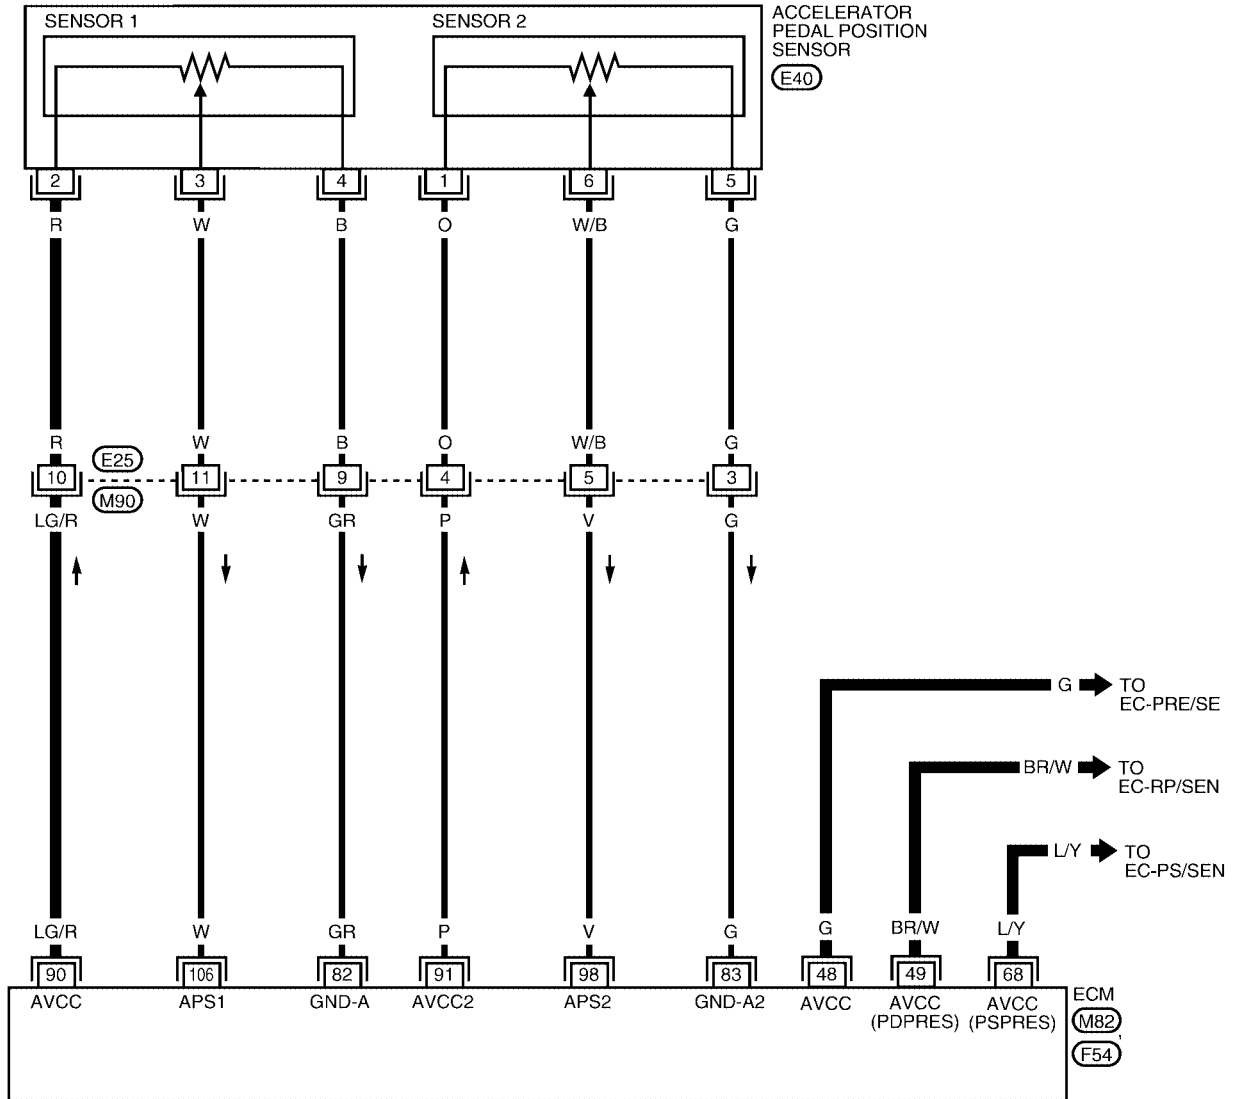 SENSOR 1
SENSOR 2
ACCELERATOR
PEDAL POSITION
SENSOR
E40
2 3 4 1 6 5
R W B O W/B G
R W B O W/B G
E25
10 11 9 4 5 3
M90
LG/R W GR P V G
G TO
EC-PRE/SE
BR/W TO
EC-RP/SEN
L/Y TO
EC-PS/SEN
LG/R W GR P V G G BR/W L/Y
90 106 82 91 98 83 48 49 68
AVCC APS1 GND-A AVCC2 APS2 GND-A2 AVCC AVCC AVCC
(PDPRES) (PSPRES)
ECM
M82 ,
F54